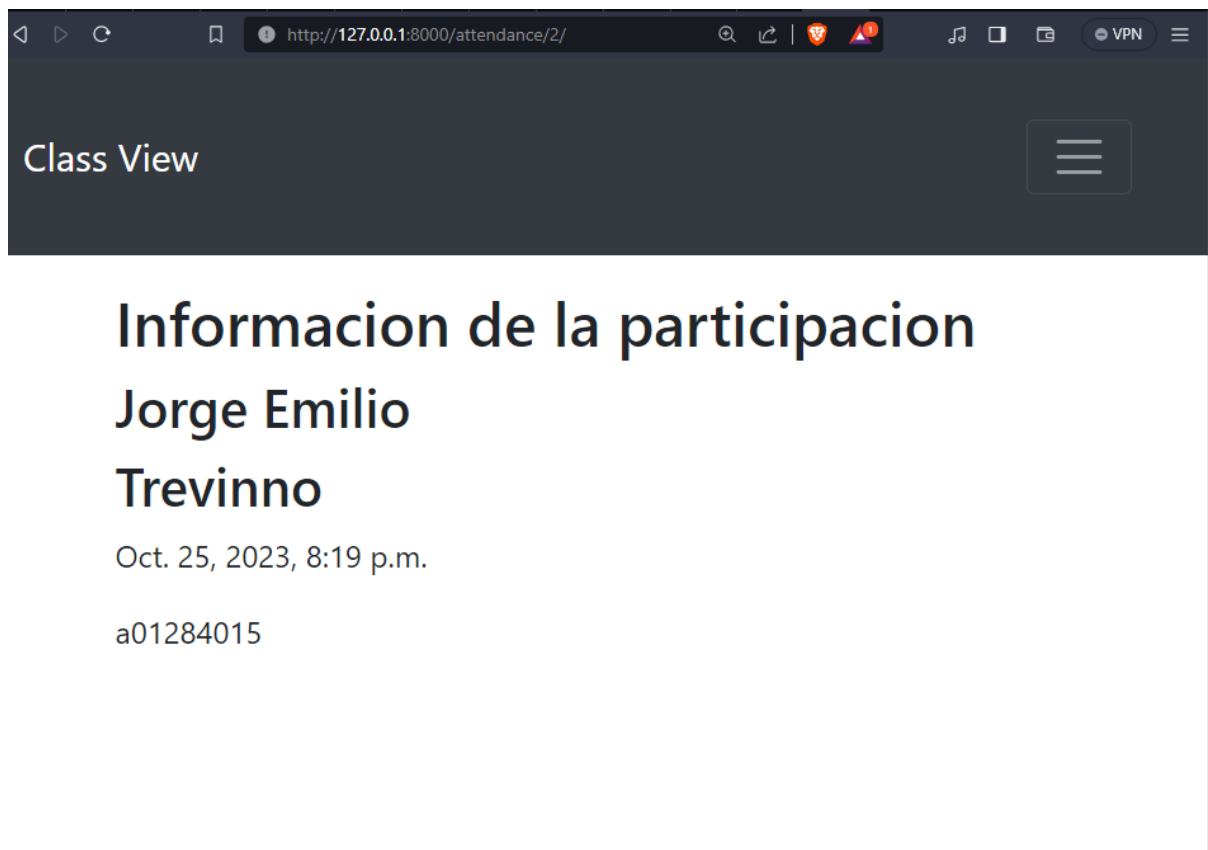 http://127.0.0.1:8000/attendance/2/
1
VPN
Class View
Informacion de la participacion
Jorge Emilio
Trevinno
Oct. 25, 2023, 8:19 p.m.
a01284015